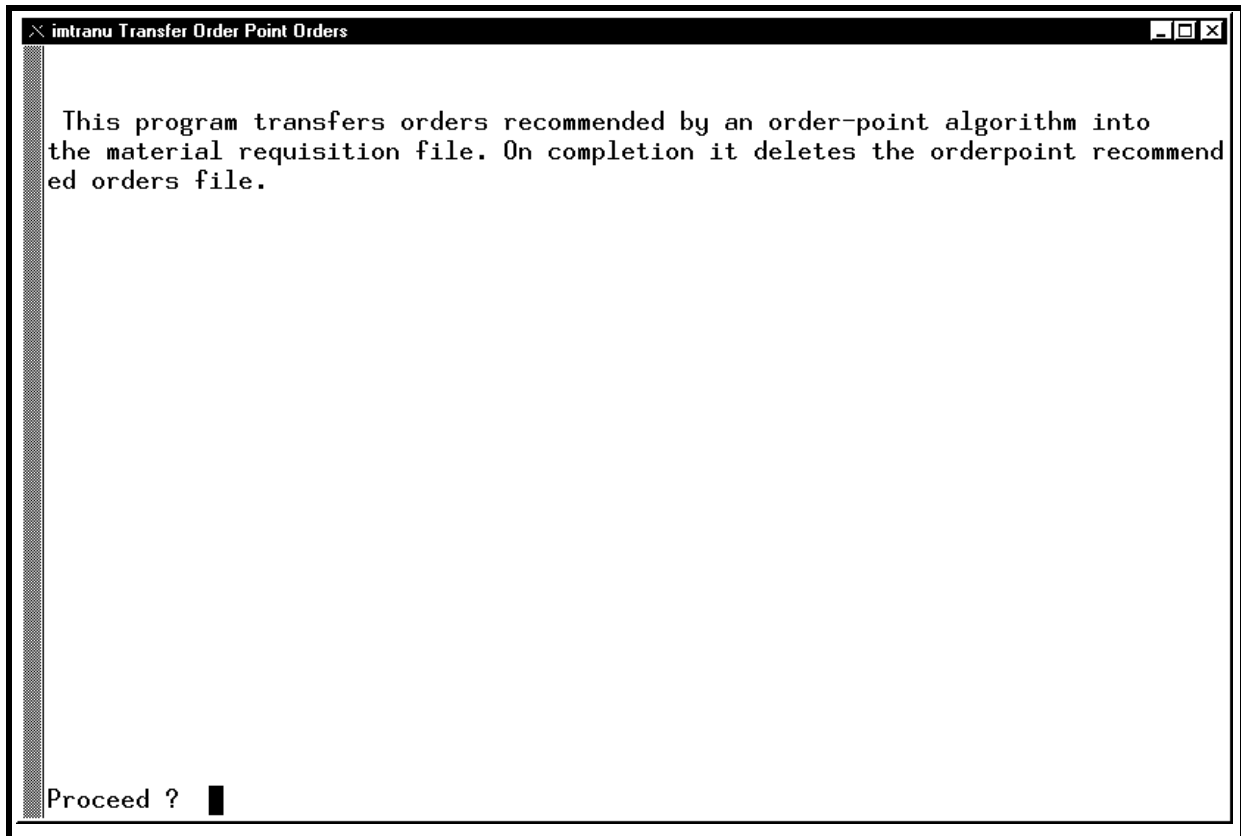 imtranu Transfer Order Point Orders
This program transfers orders recommended by an order-point algorithm into
the material requisition file. On completion it deletes the orderpoint recommend
ed orders file.
Proceed ?